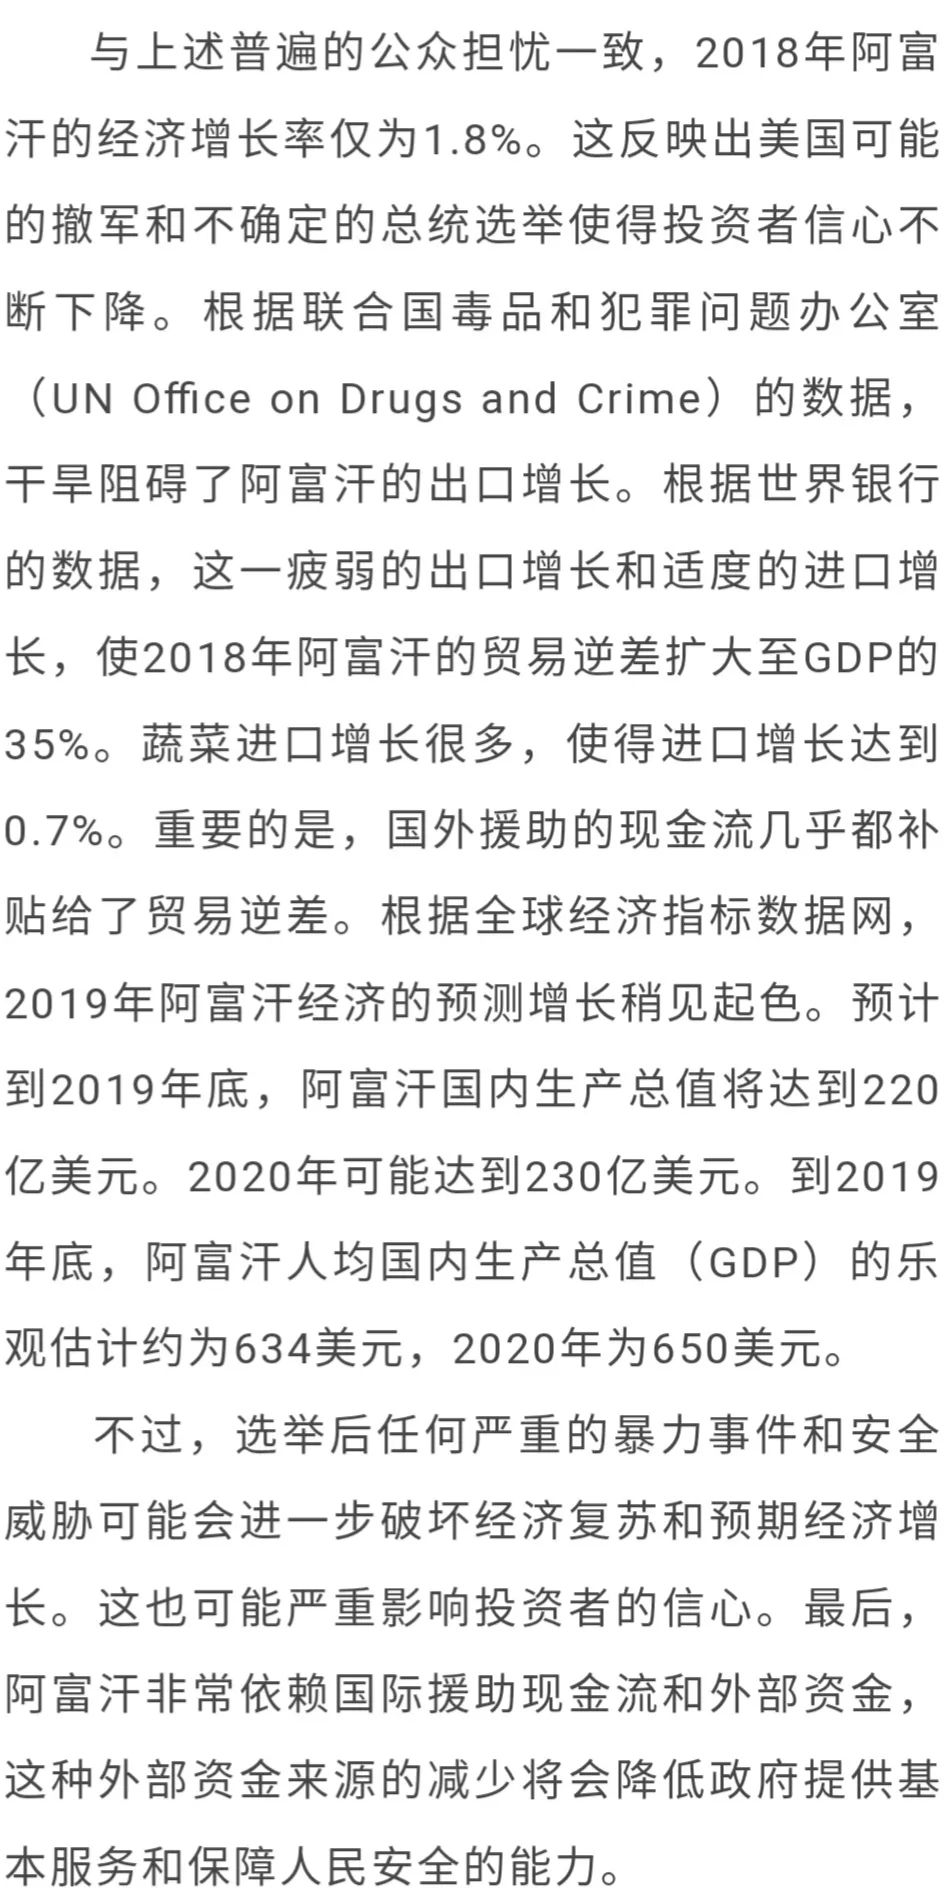 与上述普遍的公众担忧一致，2018年阿富
汗的经济增长率仅为1.8%。这反映出美国可能
的撤军和不确定的总统选举使得投资者信心不
断下降。根据联合国毒品和犯罪问题办公室
（UN Office on Drugs and Crime）的数据，
干旱阻碍了阿富汗的出口增长。根据世界银行
的数据，这一疲弱的出口增长和适度的进口增
长，使2018年阿富汗的贸易逆差扩大至GDP的
35%。蔬菜进口增长很多，使得进口增长达到
0.7%。重要的是，国外援助的现金流几乎都补
贴给了贸易逆差。根据全球经济指标数据网，
2019年阿富汗经济的预测增长稍见起色。预计
到2019年底，阿富汗国内生产总值将达到220
亿美元。2020年可能达到230亿美元。到2019
年底，阿富汗人均国内生产总值（GDP）的乐
观估计约为634美元，2020年为650美元。
不过，选举后任何严重的暴力事件和安全
威胁可能会进一步破坏经济复苏和预期经济增
长。这也可能严重影响投资者的信心。最后，
阿富汗非常依赖国际援助现金流和外部资金，
这种外部资金来源的减少将会降低政府提供基
本服务和保障人民安全的能力。